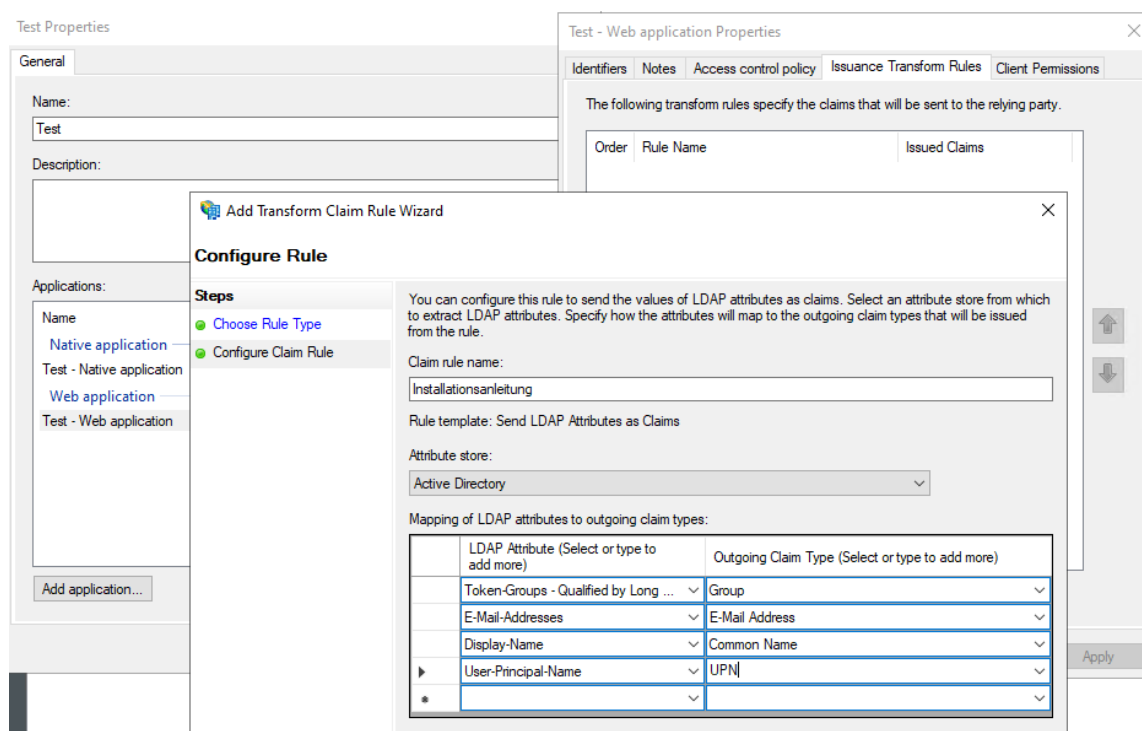 Test Properties
General
Name:
Test
Description:
Applications:
Name
Native application
Test - Native application
Web application
Test - Web application
Add application...
Test - Web application Properties
Identifiers
Notes
Access control policy
Issuance Transform Rules
Client Permissions
The following transform rules specify the claims that will be sent to the relying party.
Order
Rule Name
Issued Claims
Apply
Add Transform Claim Rule Wizard
Configure Rule
Steps
Choose Rule Type
Configure Claim Rule
You can configure this rule to send the values of LDAP attributes as claims. Select an attribute store from which
to extract LDAP attributes. Specify how the attributes will map to the outgoing claim types that will be issued
from the rule.
Claim rule name:
Installationsanleitung
Rule template: Send LDAP Attributes as Claims
Attribute store:
Active Directory
Mapping of LDAP attributes to outgoing claim types:
LDAP Attribute (Select or type to
add more)
Outgoing Claim Type (Select or type to add more)
Token-Groups - Qualified by Long ...
Group
E-Mail-Addresses
E-Mail Address
Display-Name
Common Name
User-Principal-Name
UPN